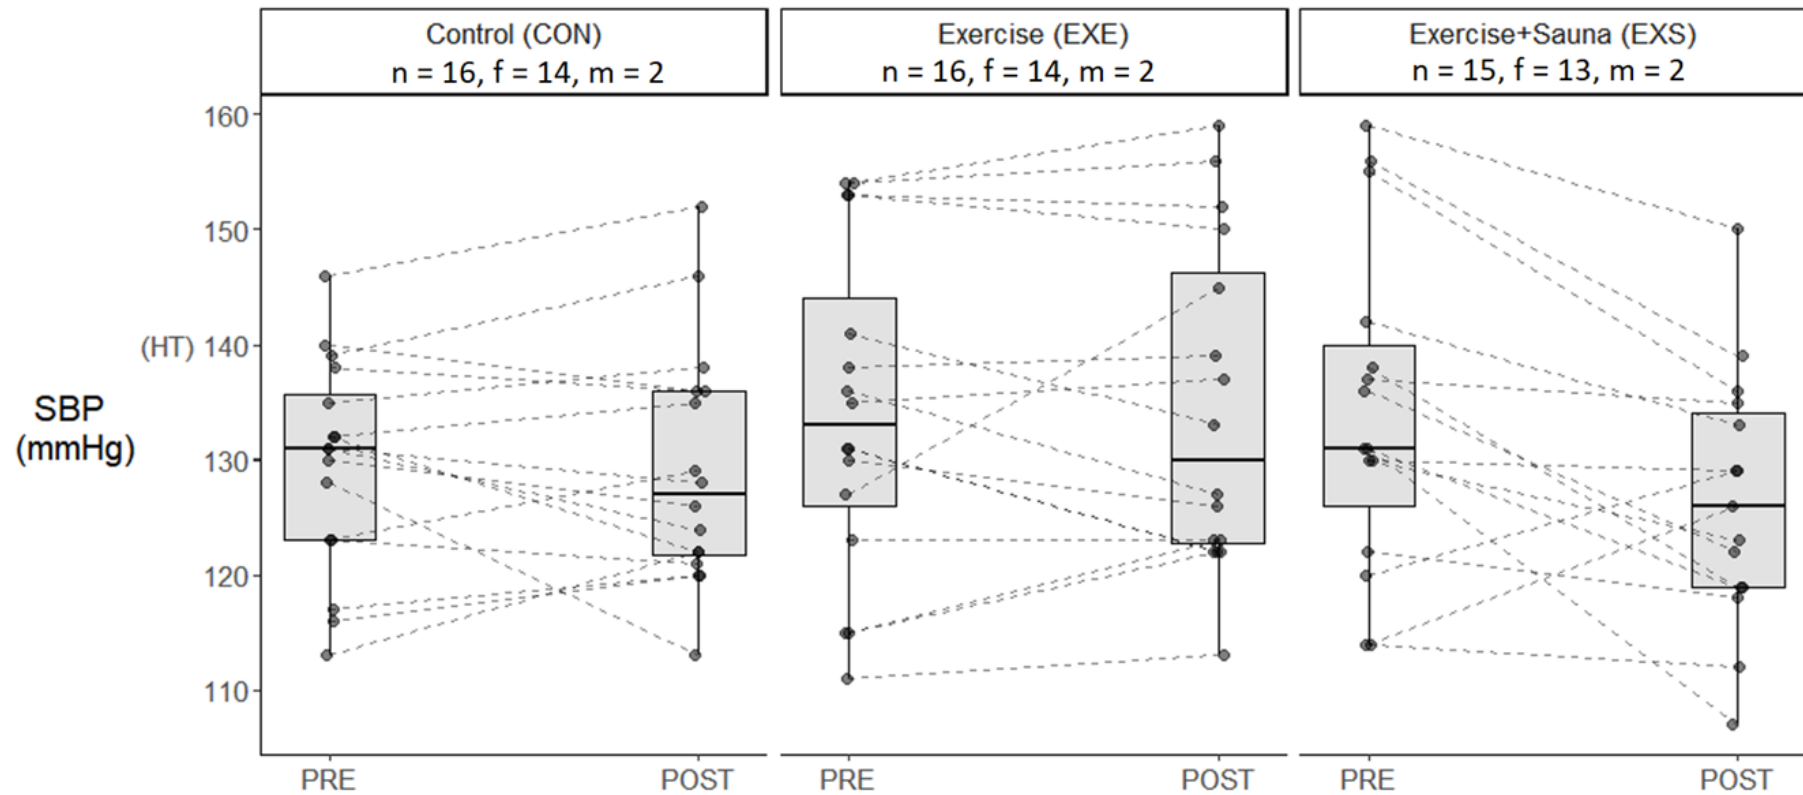 Control (CON)
n = 16, f = 14, m = 2
Exercise (EXE)
n = 16, f = 14, m = 2
Exercise+Sauna (EXS)
n = 15, f = 13, m = 2
160
150
(HT) 140
130
120
110
SBP
(mmHg)
PRE
POST
PRE
POST
PRE
POST